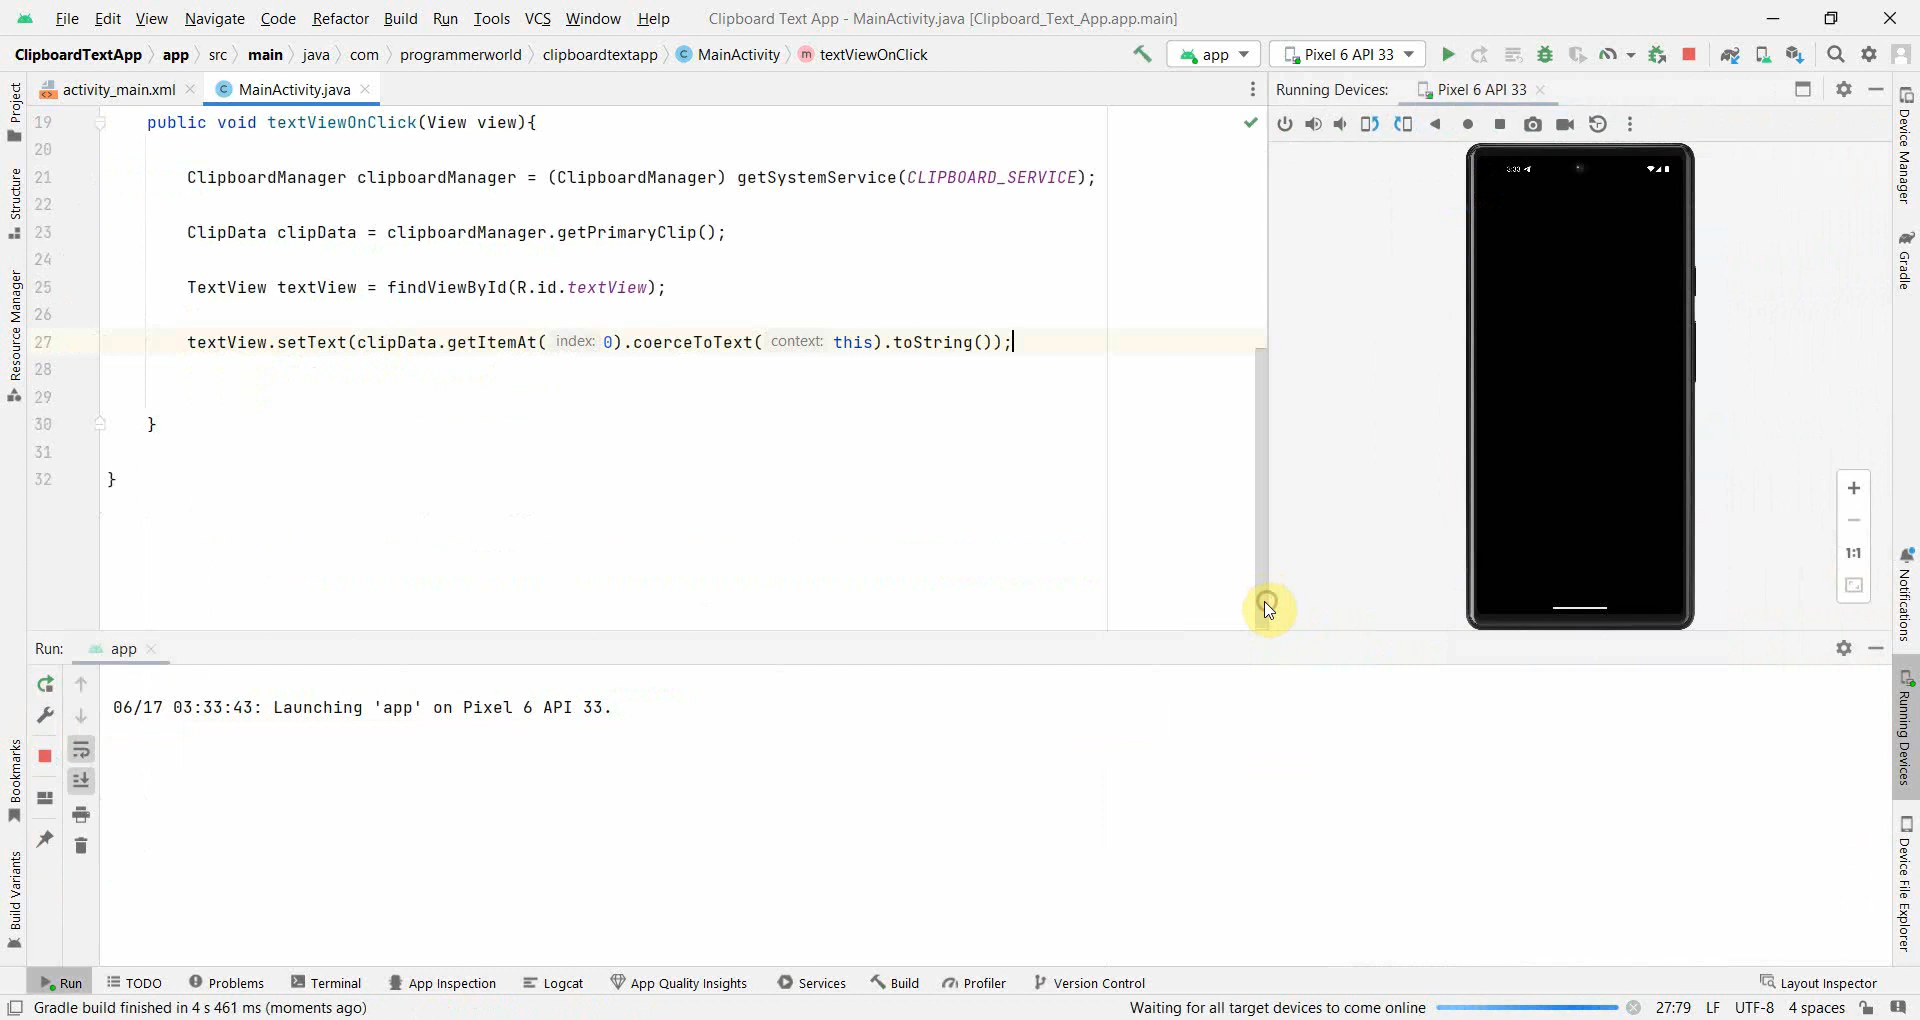 File Edit View Navigate Code Refactor Build Run Tools VCS Window Help Clipboard Text App - MainActivity.java [Clipboard_Text_App.app.main]
ClipboardTextApp app src main java com programmerworld clipboardtextapp C MainActivity m textViewOnClick app Pixel 6 API 33
activity_main.xml C MainActivity.java Running Devices: Pixel 6 API 33
19 public void textViewOnClick(View view){
20
21 ClipboardManager clipboardManager = (ClipboardManager) getSystemService(CLIPBOARD_SERVICE);
22
23 ClipData clipData = clipboardManager.getPrimaryClip();
24
25 TextView textView = findViewById(R.id.textView);
26
27 textView.setText(clipData.getItemAt( index: 0).coerceToText( context: this).toString());
28
29
30 }
31
32 }
3:33
1:1
Project
Structure
Resource Manager
Bookmarks
Build Variants
Device Manager
Gradle
Notifications
Running Devices
Device File Explorer
Run: app
06/17 03:33:43: Launching 'app' on Pixel 6 API 33.
Run TODO Problems Terminal App Inspection Logcat App Quality Insights Services Build Profiler Version Control Layout Inspector
Gradle build finished in 4 s 461 ms (moments ago) Waiting for all target devices to come online 27:79 LF UTF-8 4 spaces